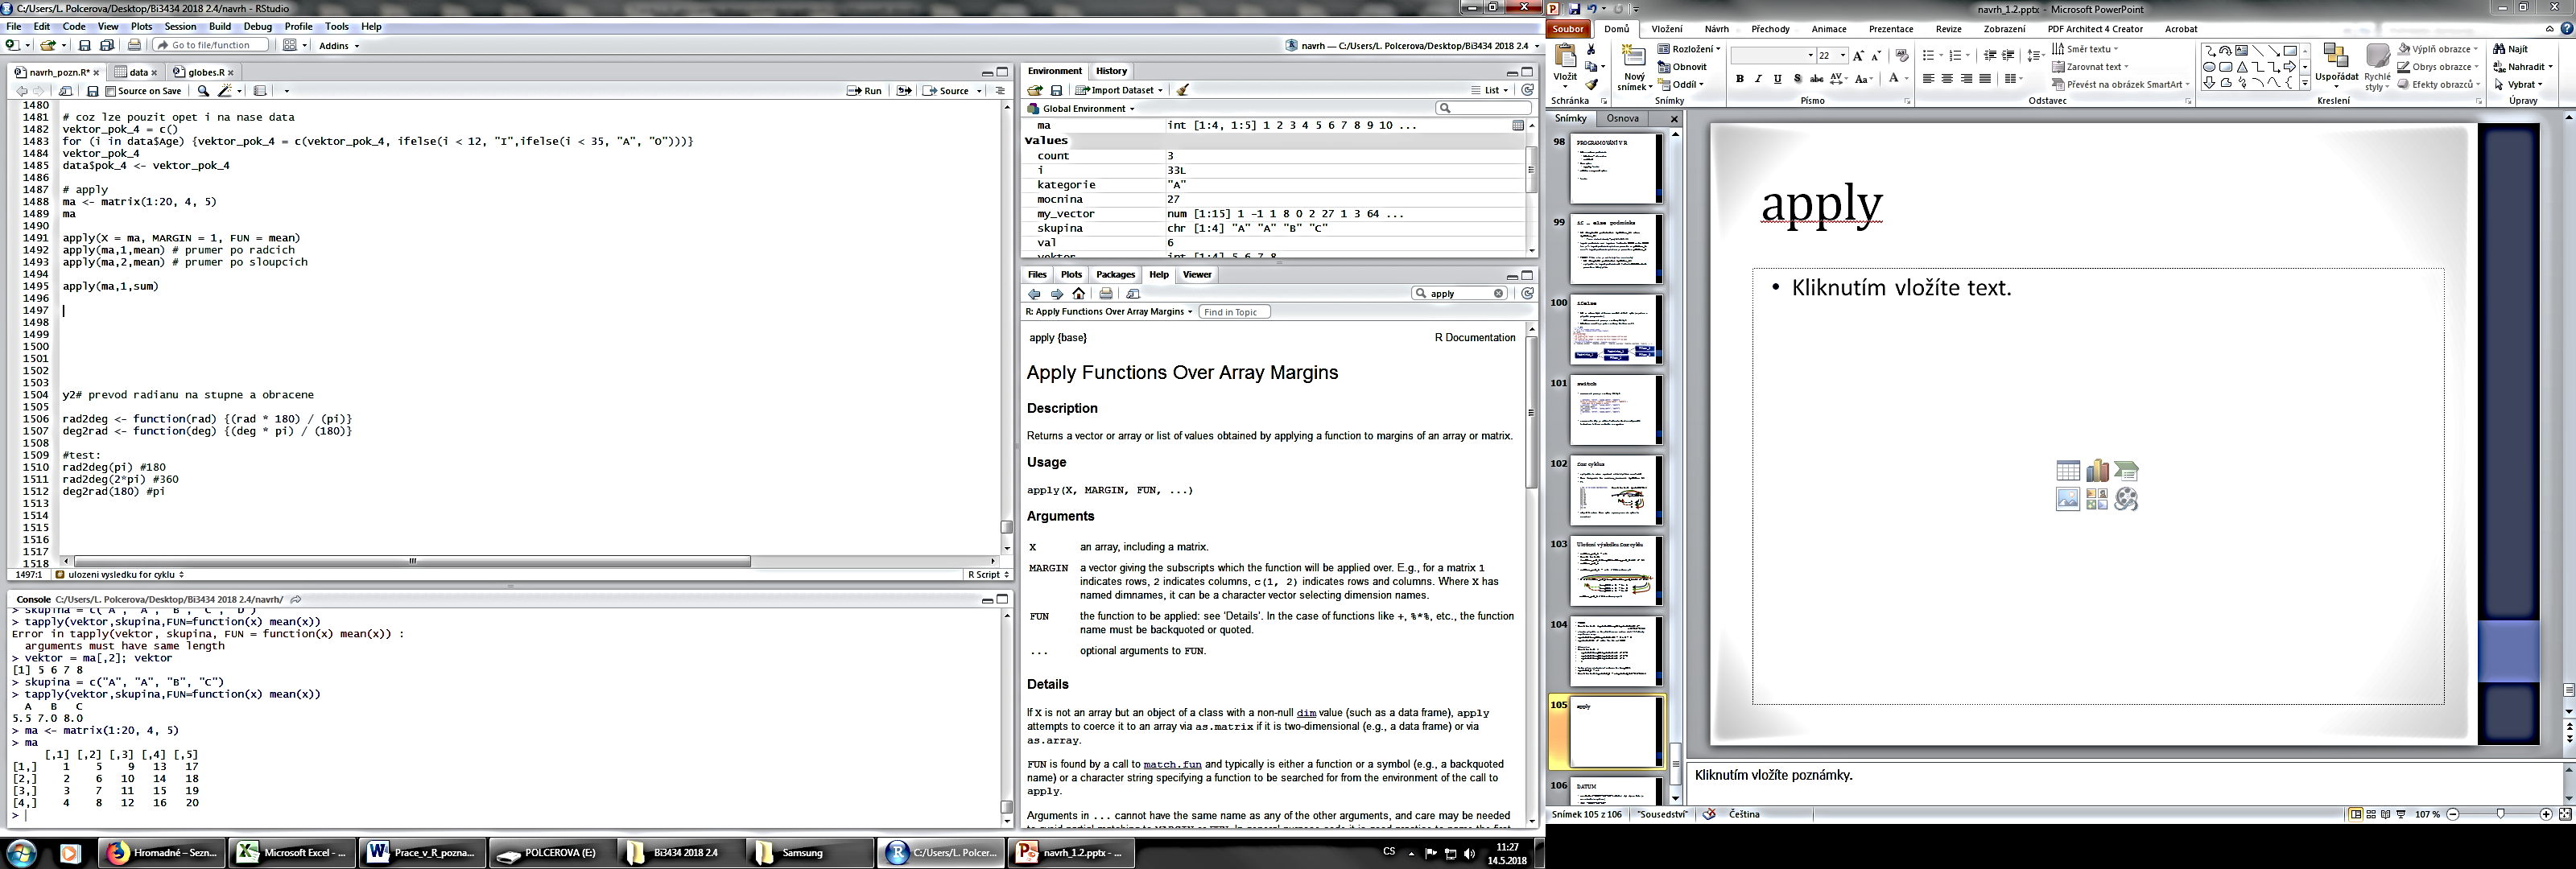 C:/Users/L. Polcerova/Desktop/Bi3434 2018 2.4/navrh - RStudio
File Edit Code View Plots Session Build Debug Profile Tools Help
Go to file/function Addins
navrh — C:/Users/L. Polcerova/Desktop/Bi3434 2018 2.4
navrh_pozn.R* data globes.R
Source on Save Run Source
1480
1481 # coz lze pouzit opet i na nase data
1482 vektor_pok_4 = c()
1483 for (i in data$Age) {vektor_pok_4 = c(vektor_pok_4, ifelse(i < 12, "I",ifelse(i < 35, "A", "O")))}
1484 vektor_pok_4
1485 data$pok_4 <- vektor_pok_4
1486
1487 # apply
1488 ma <- matrix(1:20, 4, 5)
1489 ma
1490
1491 apply(X = ma, MARGIN = 1, FUN = mean)
1492 apply(ma,1,mean) # prumer po radcich
1493 apply(ma,2,mean) # prumer po sloupcich
1494
1495 apply(ma,1,sum)
1496
1497
1498
1499
1500
1501
1502
1503
1504 y2# prevod radianu na stupne a obracene
1505
1506 rad2deg <- function(rad) {(rad * 180) / (pi)}
1507 deg2rad <- function(deg) {(deg * pi) / (180)}
1508
1509 #test:
1510 rad2deg(pi) #180
1511 rad2deg(2*pi) #360
1512 deg2rad(180) #pi
1513
1514
1515
1516
1517
1518
1497:1 ulozeni vysledku for cyklu R Script
Console C:/Users/L. Polcerova/Desktop/Bi3434 2018 2.4/navrh/
> skupina = c("A", "A", "B", "C", "D")
> tapply(vektor,skupina,FUN=function(x) mean(x))
Error in tapply(vektor, skupina, FUN = function(x) mean(x)) :
arguments must have same length
> vektor = ma[,2]; vektor
[1] 5 6 7 8
> skupina = c("A", "A", "B", "C")
> tapply(vektor,skupina,FUN=function(x) mean(x))
A B C
5.5 7.0 8.0
> ma <- matrix(1:20, 4, 5)
> ma
[,1] [,2] [,3] [,4] [,5]
[1,] 1 5 9 13 17
[2,] 2 6 10 14 18
[3,] 3 7 11 15 19
[4,] 4 8 12 16 20
>
Environment History
Import Dataset List
Global Environment
ma int [1:4, 1:5] 1 2 3 4 5 6 7 8 9 10 ...
Values
count 3
i 33L
kategorie "A"
mocnina 27
my_vector num [1:15] 1 -1 1 8 0 2 27 1 3 64 ...
skupina chr [1:4] "A" "A" "B" "C"
val 6
vektor int [1:4] 5 6 7 8
Files Plots Packages Help Viewer
apply
R: Apply Functions Over Array Margins Find in Topic
apply {base} R Documentation
Apply Functions Over Array Margins
Description
Returns a vector or array or list of values obtained by applying a function to margins of an array or matrix.
Usage
apply(X, MARGIN, FUN, ...)
Arguments
X an array, including a matrix.
MARGIN a vector giving the subscripts which the function will be applied over. E.g., for a matrix 1
indicates rows, 2 indicates columns, c(1, 2) indicates rows and columns. Where X has
named dimnames, it can be a character vector selecting dimension names.
FUN the function to be applied: see ‘Details’. In the case of functions like +, %*%, etc., the function
name must be backquoted or quoted.
... optional arguments to FUN.
Details
If X is not an array but an object of a class with a non-null dim value (such as a data frame), apply
attempts to coerce it to an array via as.matrix if it is two-dimensional (e.g., a data frame) or via
as.array.
FUN is found by a call to match.fun and typically is either a function or a symbol (e.g., a backquoted
name) or a character string specifying a function to be searched for from the environment of the call to
apply.
Arguments in ... cannot have the same name as any of the other arguments, and care may be needed
navrh_1.2.pptx - Microsoft PowerPoint
Soubor Domů Vložení Návrh Přechody Animace Prezentace Revize Zobrazení PDF Architect 4 Creator Acrobat
Vložit
Schránka
Nový snímek
Rozložení
Obnovit
Oddíl
Snímky
22
Písmo
Směr textu
Zarovnat text
Převést na obrázek SmartArt
Odstavec
Uspořádat
Rychlé styly
Výplň obrazce
Obrys obrazce
Efekty obrazců
Kreslení
Najít
Nahradit
Vybrat
Úpravy
Snímky Osnova
98 PROGRAMOVÁNÍ V R
99 if … else podmínka
100 ifelse
101 switch
102 for cyklus
103 Uložení výsledku for cyklu
104
105 apply
106 DATUM
apply
• Kliknutím vložíte text.
Kliknutím vložíte poznámky.
Snímek 105 z 106 "Sousedství" Čeština 107 %
Hromadné – Sezn... Microsoft Excel - ... Prace_v_R_pozna... POLCEROVA (E:) Bi3434 2018 2.4 Samsung C:/Users/L. Polcer... navrh_1.2.pptx - ...
CS 11:27
14.5.2018